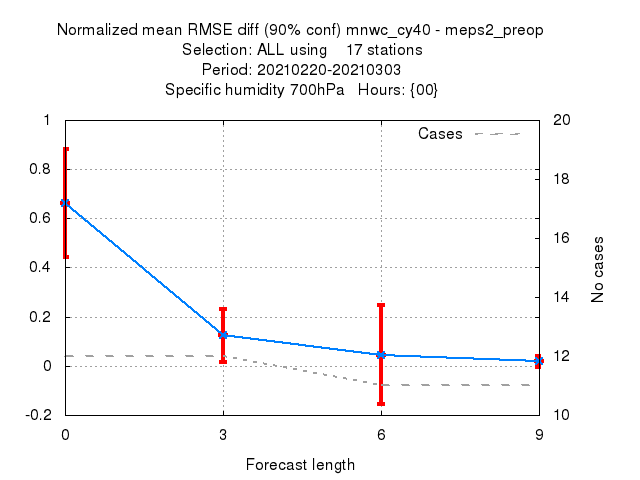 Normalized mean RMSE diff (90% conf) mnwc_cy40 - meps2_preop
Selection: ALL using 17 stations
Period: 20210220-20210303
Specific humidity 700hPa Hours: {00}
Cases
1
0.8
0.6
0.4
0.2
0
-0.2
20
18
16
14
12
10
No cases
0 3 6 9
Forecast length